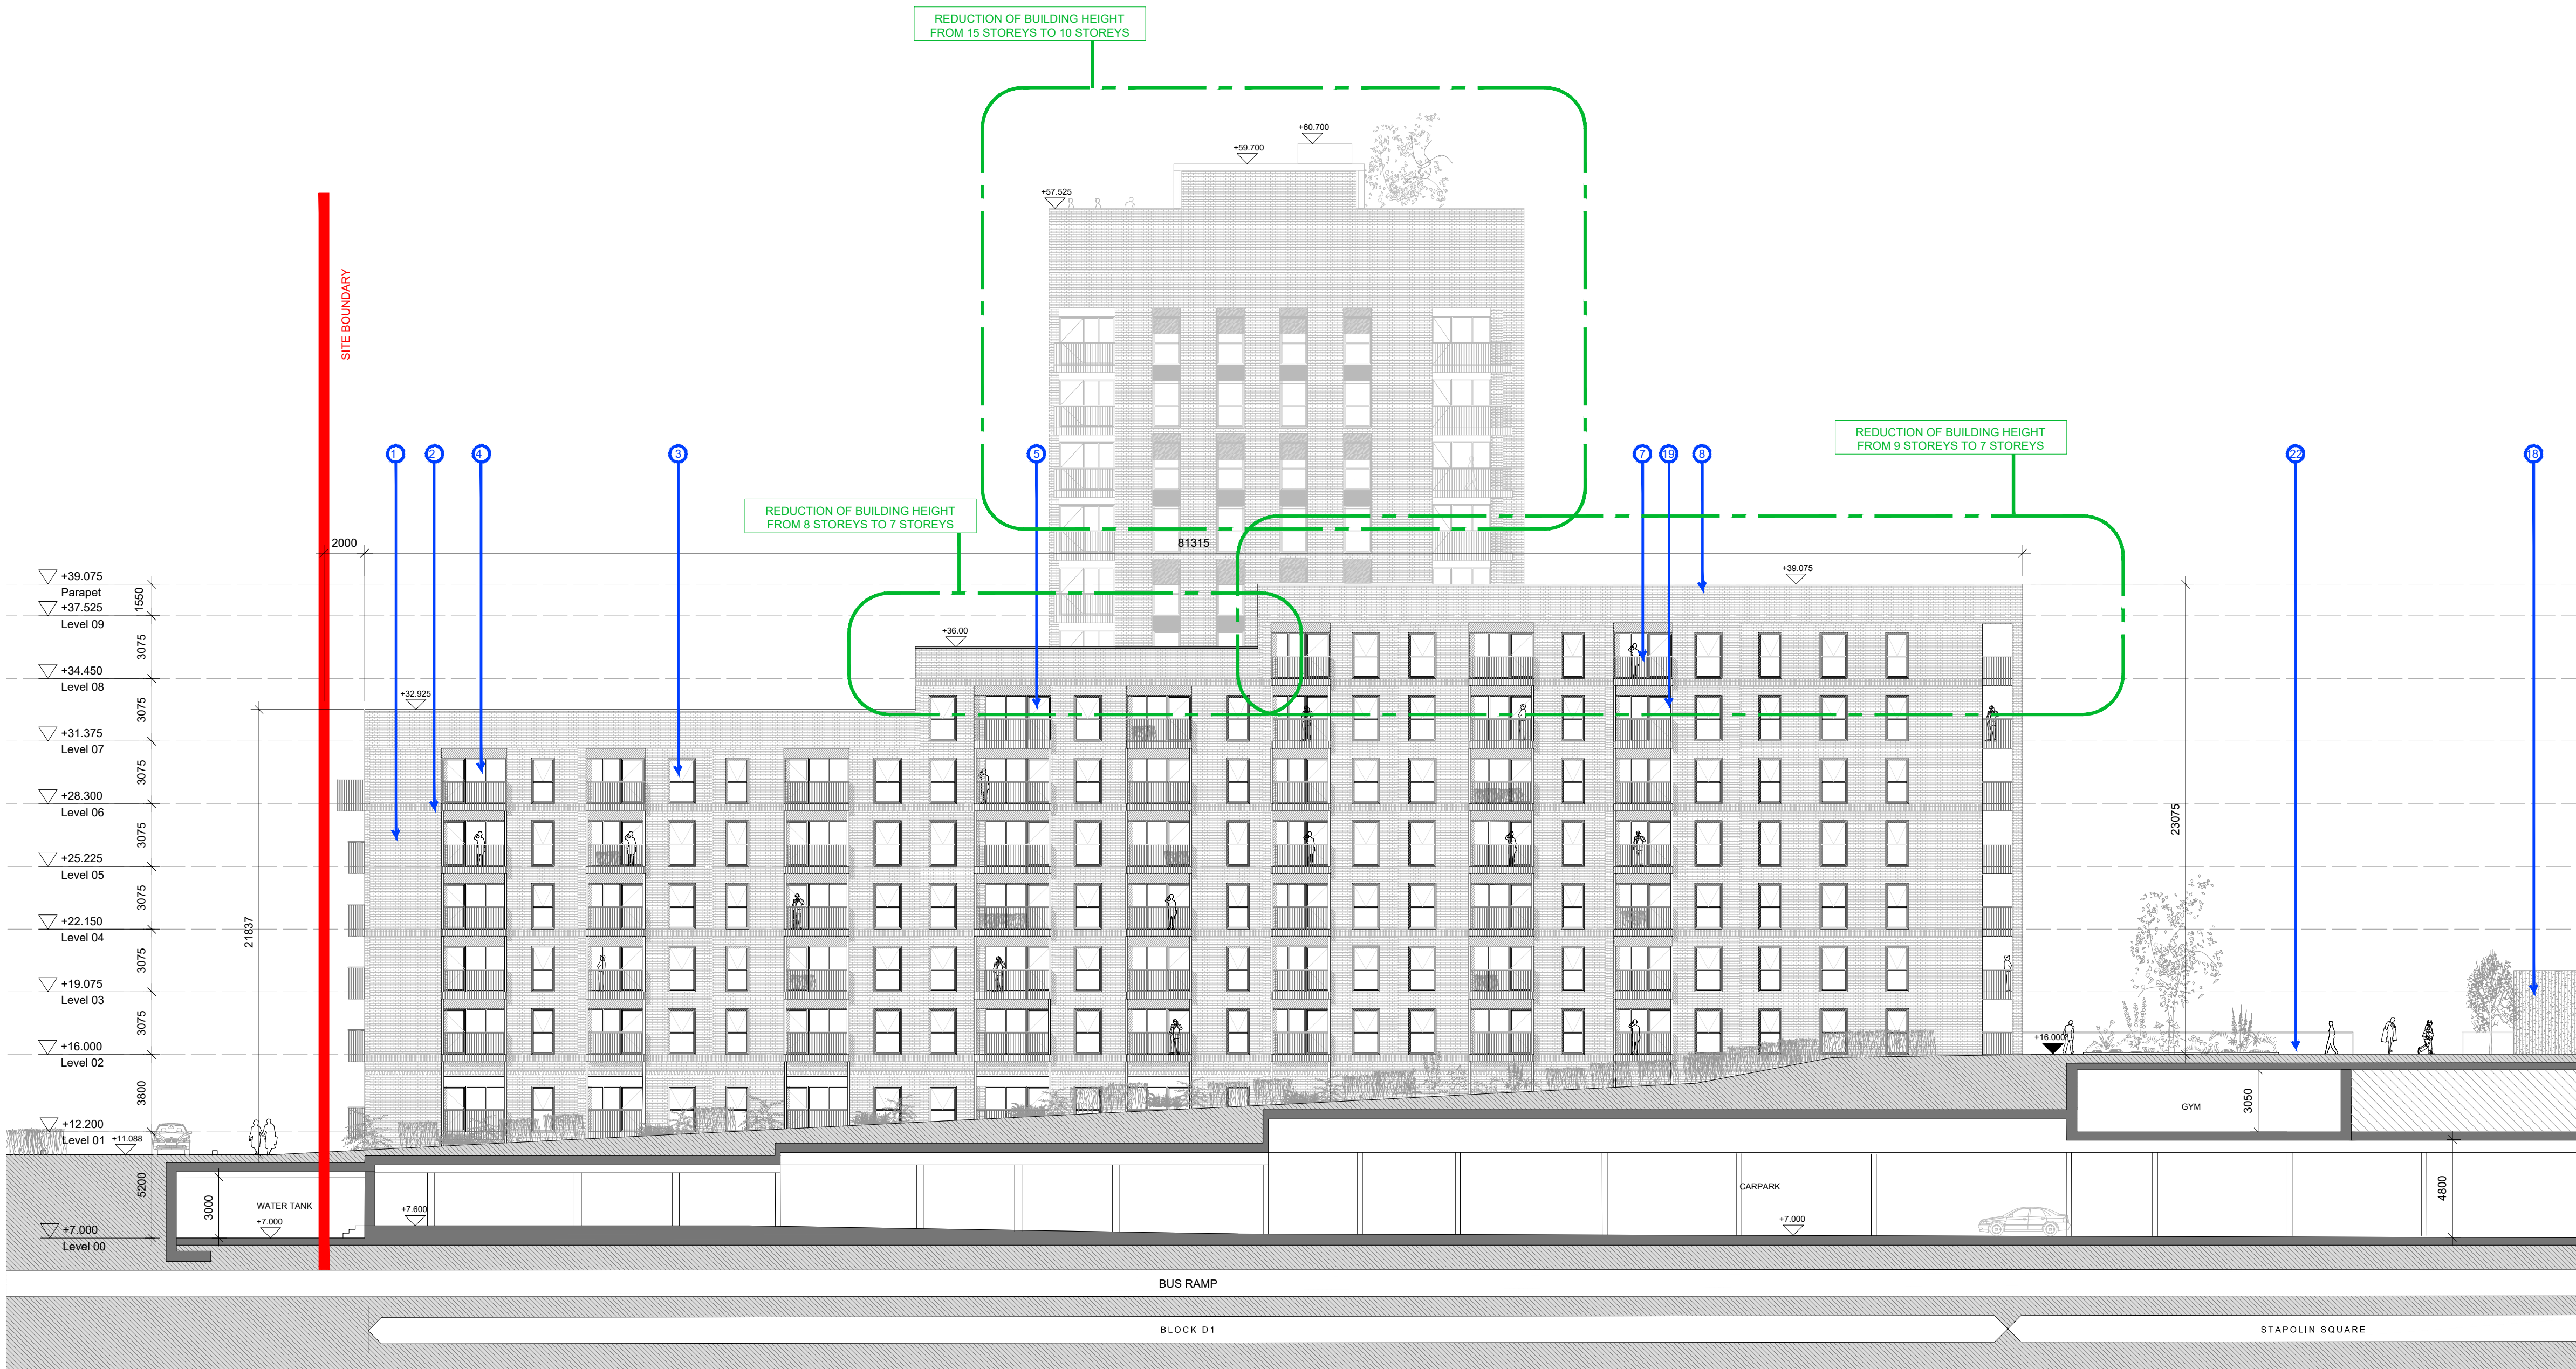 REDUCTION OF BUILDING HEIGHT
FROM 15 STOREYS TO 10 STOREYS
+60.700
+59.700
+57.525
SITE BOUNDARY
REDUCTION OF BUILDING HEIGHT
FROM 9 STOREYS TO 7 STOREYS
1
2
4
3
5
7
19
8
22
18
REDUCTION OF BUILDING HEIGHT
FROM 8 STOREYS TO 7 STOREYS
2000
81315
+39.075
Parapet
+37.525
Level 09
+34.450
Level 08
+31.375
Level 07
+28.300
Level 06
+25.225
Level 05
+22.150
Level 04
+19.075
Level 03
+16.000
Level 02
+12.200
Level 01
+11.088
+7.000
Level 00
1550
3075
3075
3075
3075
3075
3075
3075
3800
5200
21837
+32.925
+36.00
+39.075
23075
+16.000
GYM
3050
WATER TANK
+7.000
3000
+7.600
CARPARK
+7.000
4800
BUS RAMP
BLOCK D1
STAPOLIN SQUARE